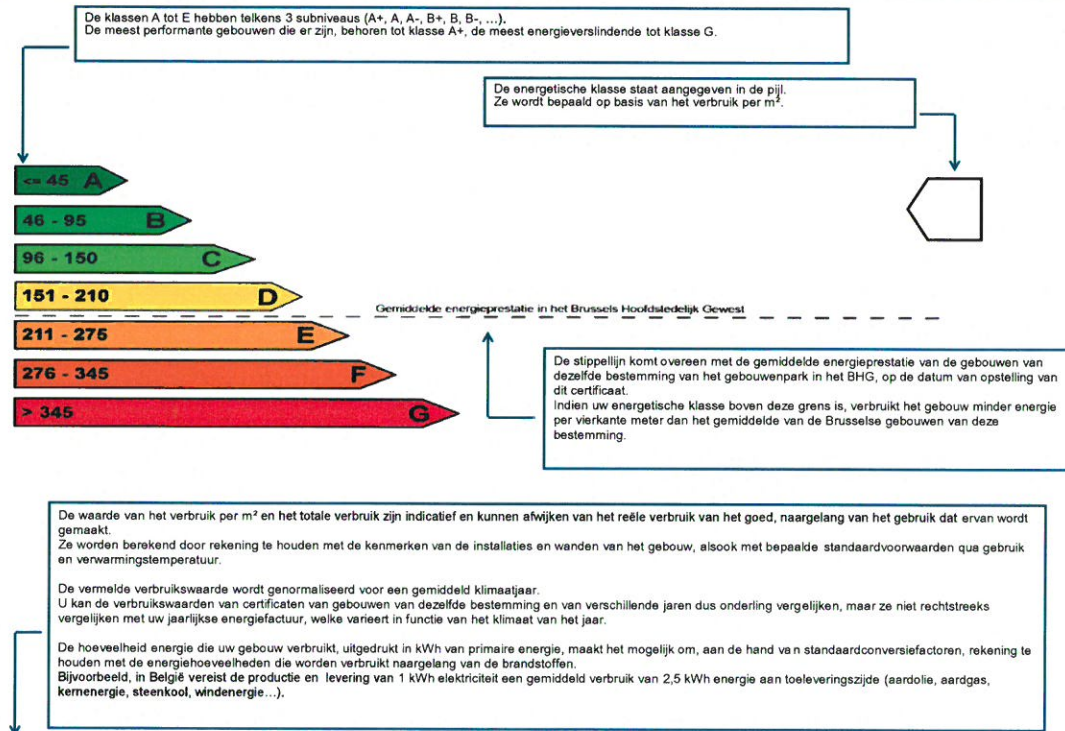 De klassen A tot E hebben telkens 3 subniveaus (A+, A, A-, B+, B, B-, ...).
De meest performante gebouwen die er zijn, behoren tot klasse A+, de meest energieverslindende tot klasse G.
De energetische klasse staat aangegeven in de pijl.
Ze wordt bepaald op basis van het verbruik per m².
<= 45 A
46 - 95 B
96 - 150 C
151 - 210 D
Gemiddelde energieprestatie in het Brussels Hoofdstedelijk Gewest
211 - 275 E
276 - 345 F
> 345 G
De stippellijn komt overeen met de gemiddelde energieprestatie van de gebouwen van
dezelfde bestemming van het gebouwenpark in het BHG, op de datum van opstelling van
dit certificaat.
Indien uw energetische klasse boven deze grens is, verbruikt het gebouw minder energie
per vierkante meter dan het gemiddelde van de Brusselse gebouwen van deze
bestemming.
De waarde van het verbruik per m² en het totale verbruik zijn indicatief en kunnen afwijken van het reële verbruik van het goed, naargelang van het gebruik dat ervan wordt
gemaakt.
Ze worden berekend door rekening te houden met de kenmerken van de installaties en wanden van het gebouw, alsook met bepaalde standaardvoorwaarden qua gebruik
en verwarmingstemperatuur.
De vermelde verbruikswaarde wordt genormaliseerd voor een gemiddeld klimaatjaar.
U kan de verbruikswaarden van certificaten van gebouwen van dezelfde bestemming en van verschillende jaren dus onderling vergelijken, maar ze niet rechtstreeks
vergelijken met uw jaarlijkse energiefactuur, welke varieert in functie van het klimaat van het jaar.
De hoeveelheid energie die uw gebouw verbruikt, uitgedrukt in kWh van primaire energie, maakt het mogelijk om, aan de hand van standaardconversiefactoren, rekening te
houden met de energiehoeveelheden die worden verbruikt naargelang van de brandstoffen.
Bijvoorbeeld, in België vereist de productie en levering van 1 kWh elektriciteit een gemiddeld verbruik van 2,5 kWh energie aan toeleveringszijde (aardolie, aardgas,
kernenergie, steenkool, windenergie...).